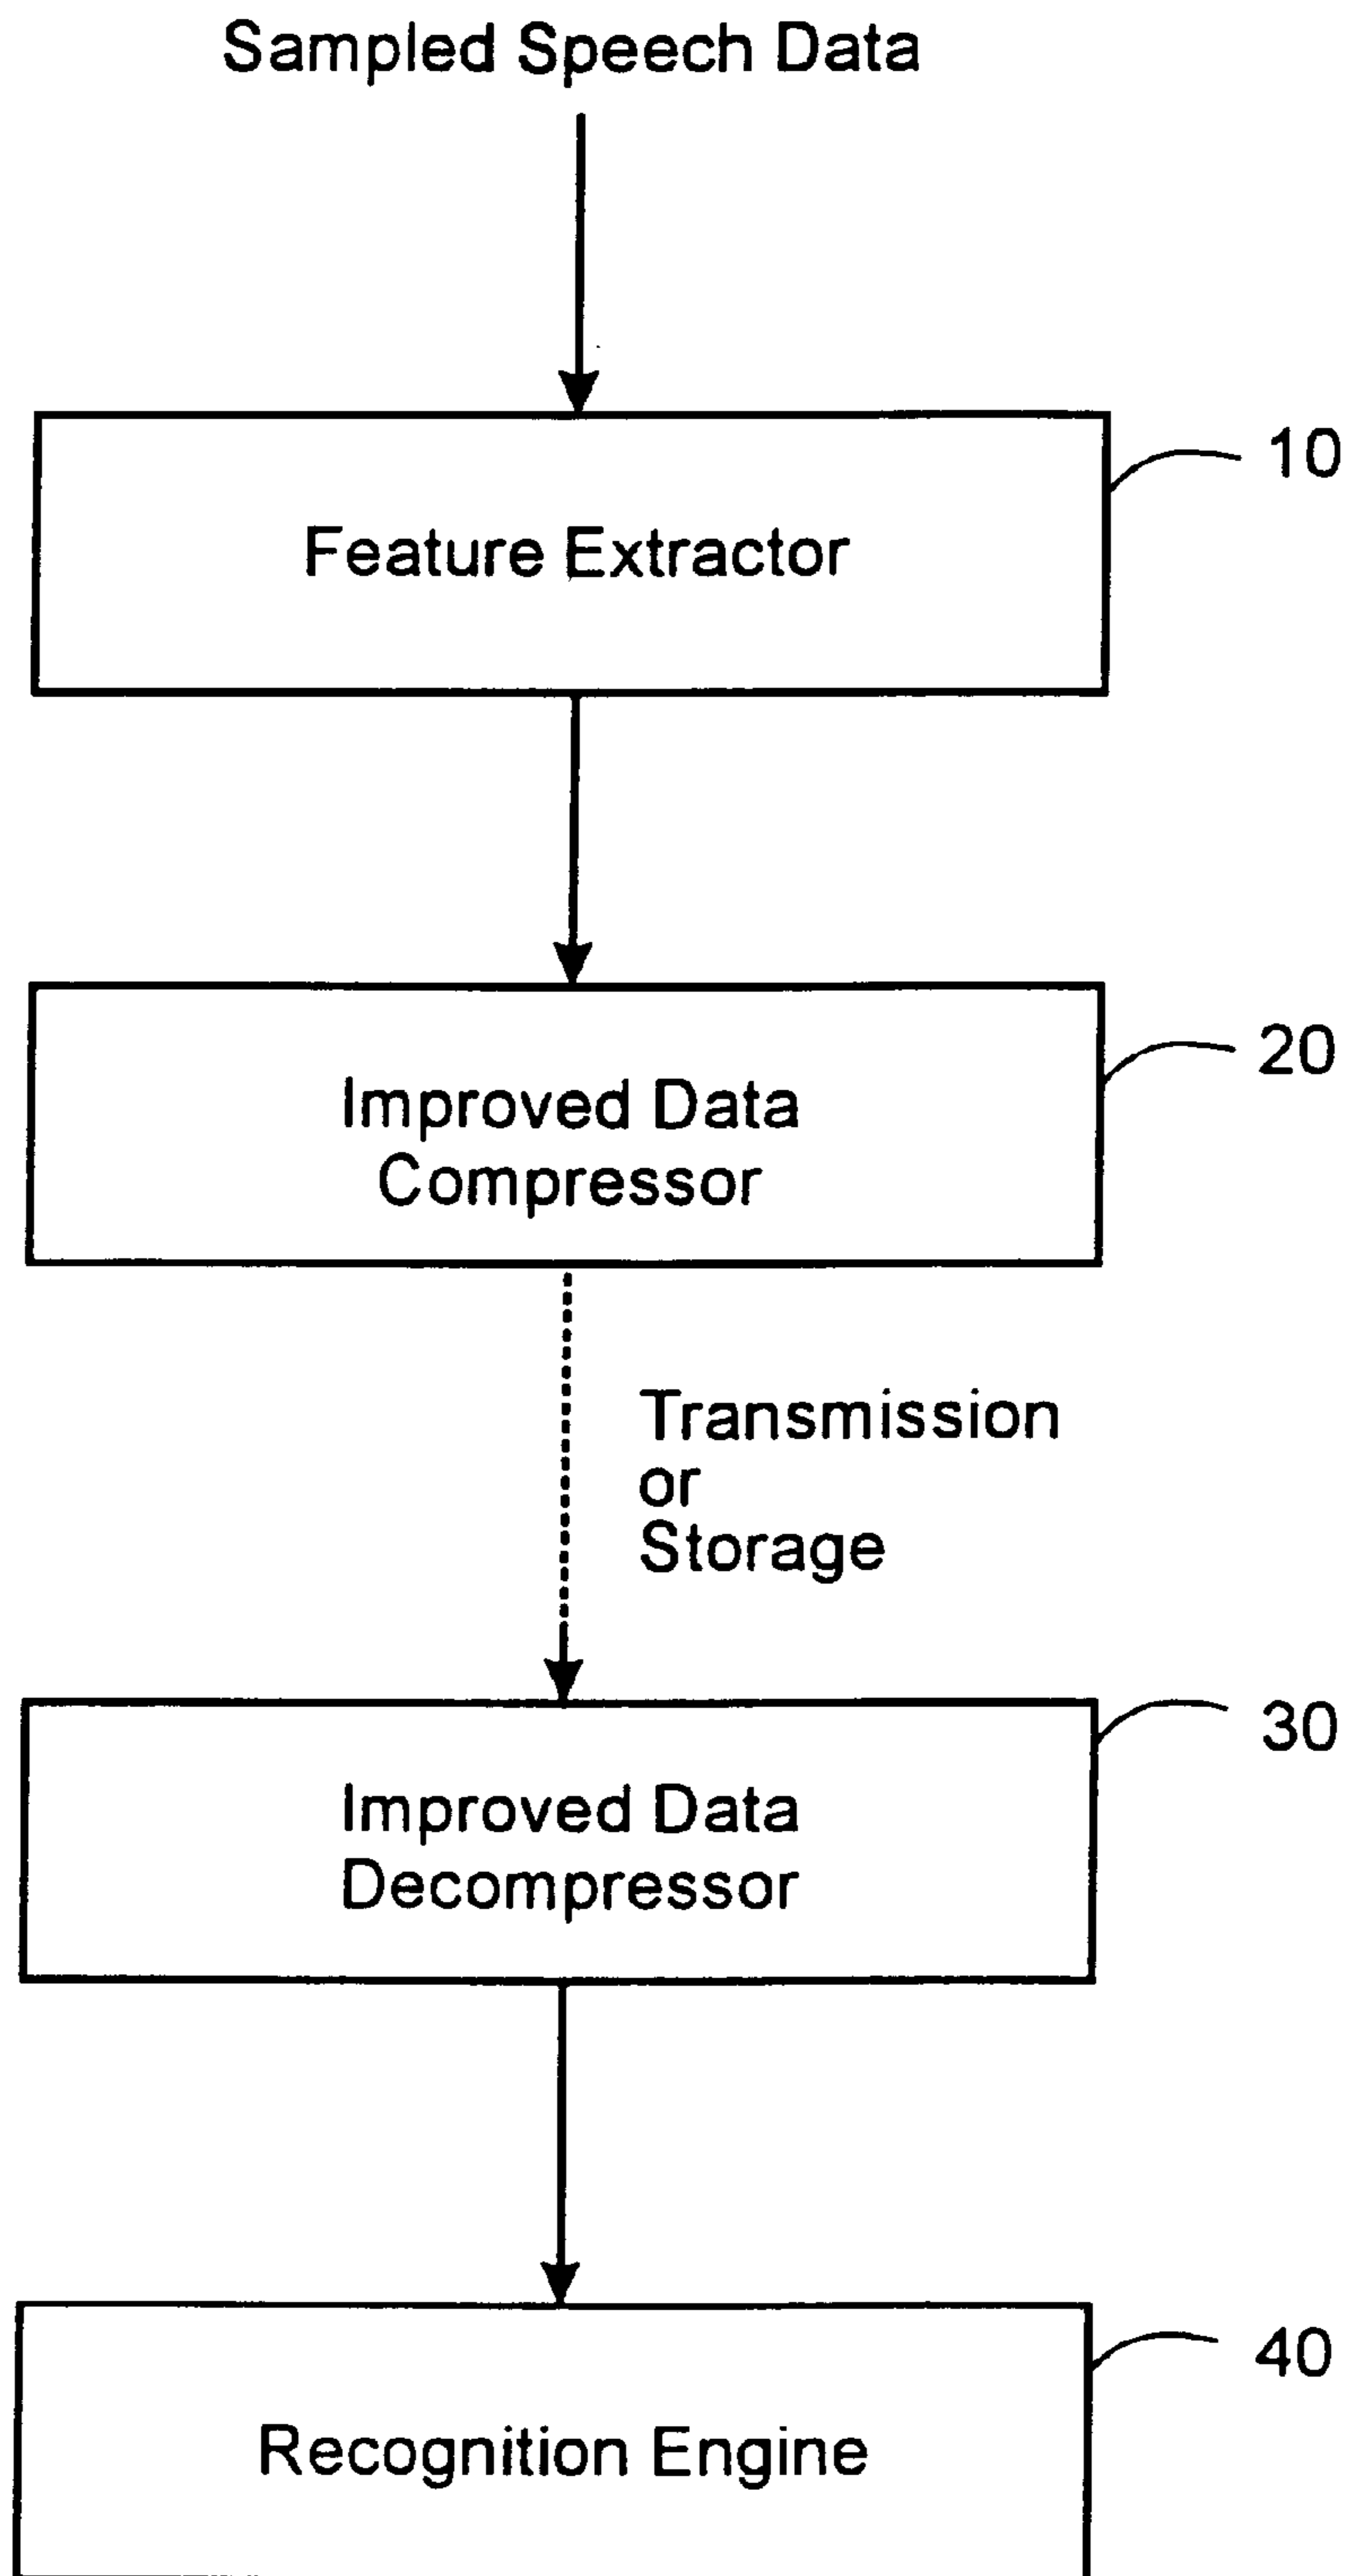 Sampled Speech Data
10
Feature Extractor
20
Improved Data
Compressor
Transmission
or
Storage
30
Improved Data
Decompressor
40
Recognition Engine